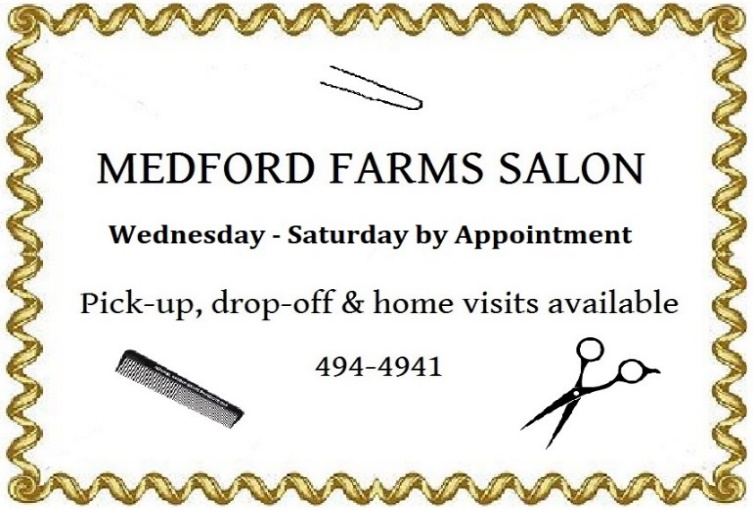 MEDFORD FARMS SALON
Wednesday - Saturday by Appointment
Pick-up, drop-off & home visits available
494-4941